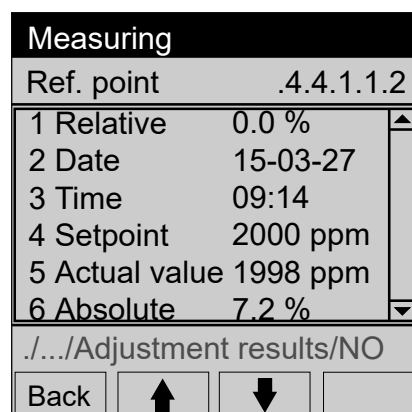 Measuring
Ref. point .4.4.1.1.2
1 Relative 0.0 %
2 Date 15-03-27
3 Time 09:14
4 Setpoint 2000 ppm
5 Actual value 1998 ppm
6 Absolute 7.2 %
./.../Adjustment results/NO
Back